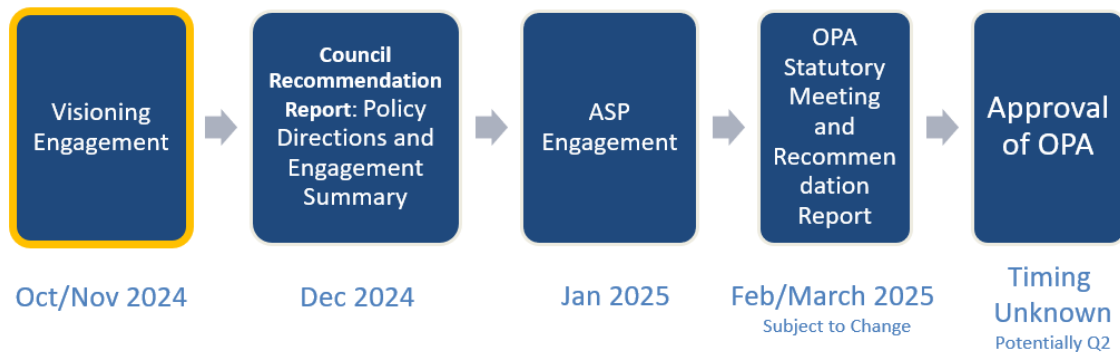 Visioning
Engagement
Council
Recommendation
Report: Policy
Directions and
Engagement
Summary
ASP
Engagement
OPA
Statutory
Meeting
and
Recommen
dation
Report
Approval
of OPA
Oct/Nov 2024
Dec 2024
Jan 2025
Feb/March 2025
Subject to Change
Timing
Unknown
Potentially Q2